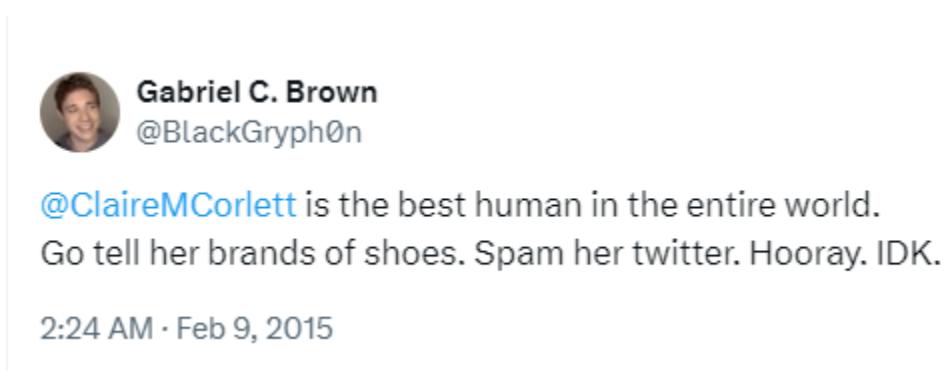 Gabriel C. Brown
@BlackGryph0n
@ClaireMCorlett is the best human in the entire world.
Go tell her brands of shoes. Spam her twitter. Hooray. IDK.
2:24 AM · Feb 9, 2015